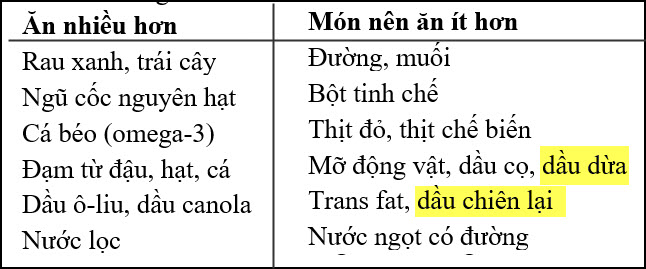 Ăn nhiều hơn	Món nên ăn ít hơn
Rau xanh, trái cây	Đường, muối
Ngũ cốc nguyên hạt	Bột tinh chế
Cá béo (omega-3)	Thịt đỏ, thịt chế biến
Đạm từ đậu, hạt, cá	Mỡ động vật, dầu cọ, dầu dừa
Dầu ô-liu, dầu canola	Trans fat, dầu chiên lại
Nước lọc	Nước ngọt có đường